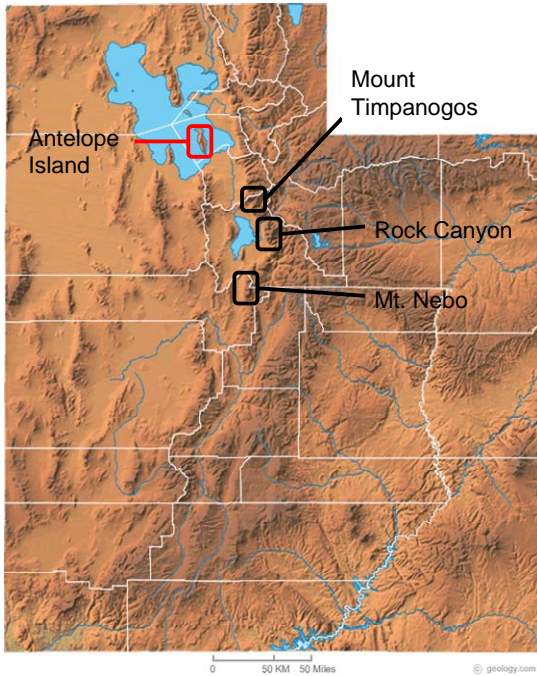 Mount
Timpanogos
Antelope
Island
Rock Canyon
Mt. Nebo
0 50 KM 50 Miles
© geology.com